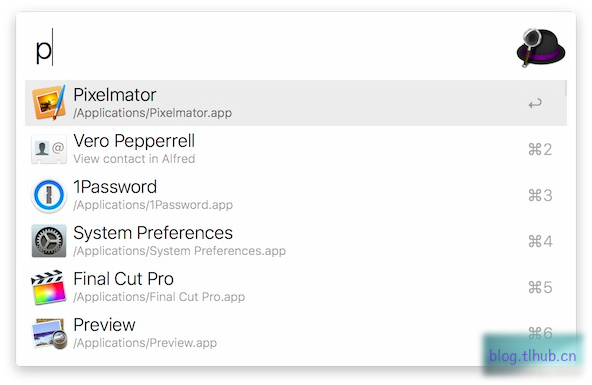 p
Pixelmator
/Applications/Pixelmator.app
↩
Vero Pepperrell
View contact in Alfred
⌘2
1Password
/Applications/1Password.app
⌘3
System Preferences
/Applications/System Preferences.app
⌘4
Final Cut Pro
/Applications/Final Cut Pro.app
⌘5
Preview
/Applications/Preview.app
⌘6
blog.tlhub.cn